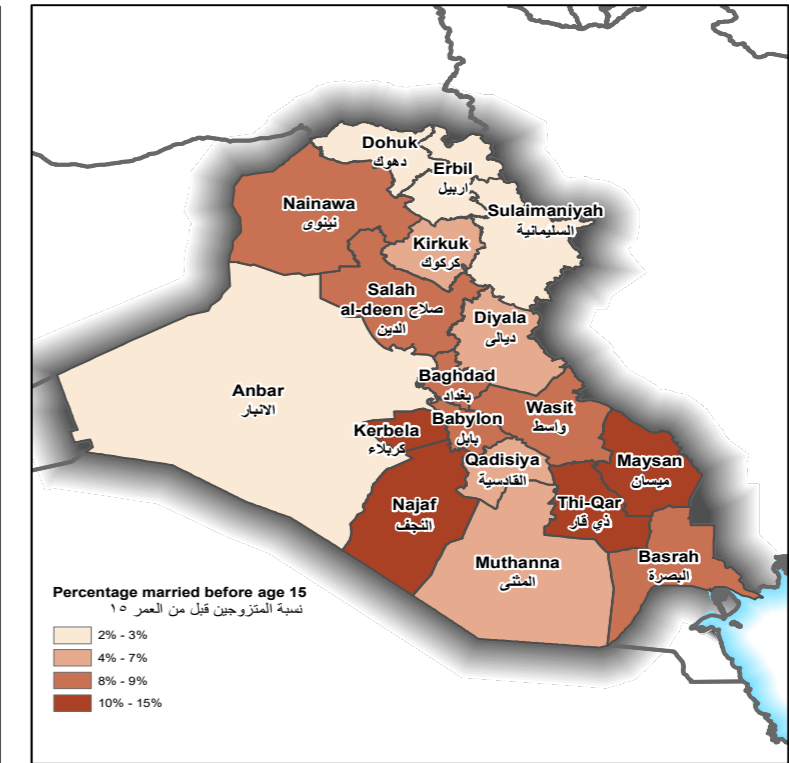 Dohuk
دهوك
Erbil
اربيل
Nainawa
نينوى
Sulaimaniyah
السليمانية
Kirkuk
كركوك
Salah
al-deen صلاح
الدين
Diyala
ديالى
Baghdad
بغداد
Anbar
الانبار
Wasit
واسط
Babylon
بابل
Kerbela
كربلاء
Maysan
ميسان
Qadisiya
القادسية
Najaf
النجف
Thi-Qar
ذي قار
Basrah
البصرة
Muthanna
المثنى
Percentage married before age 15
نسبة المتزوجين قبل من العمر ١٥
2% - 3%
4% - 7%
8% - 9%
10% - 15%